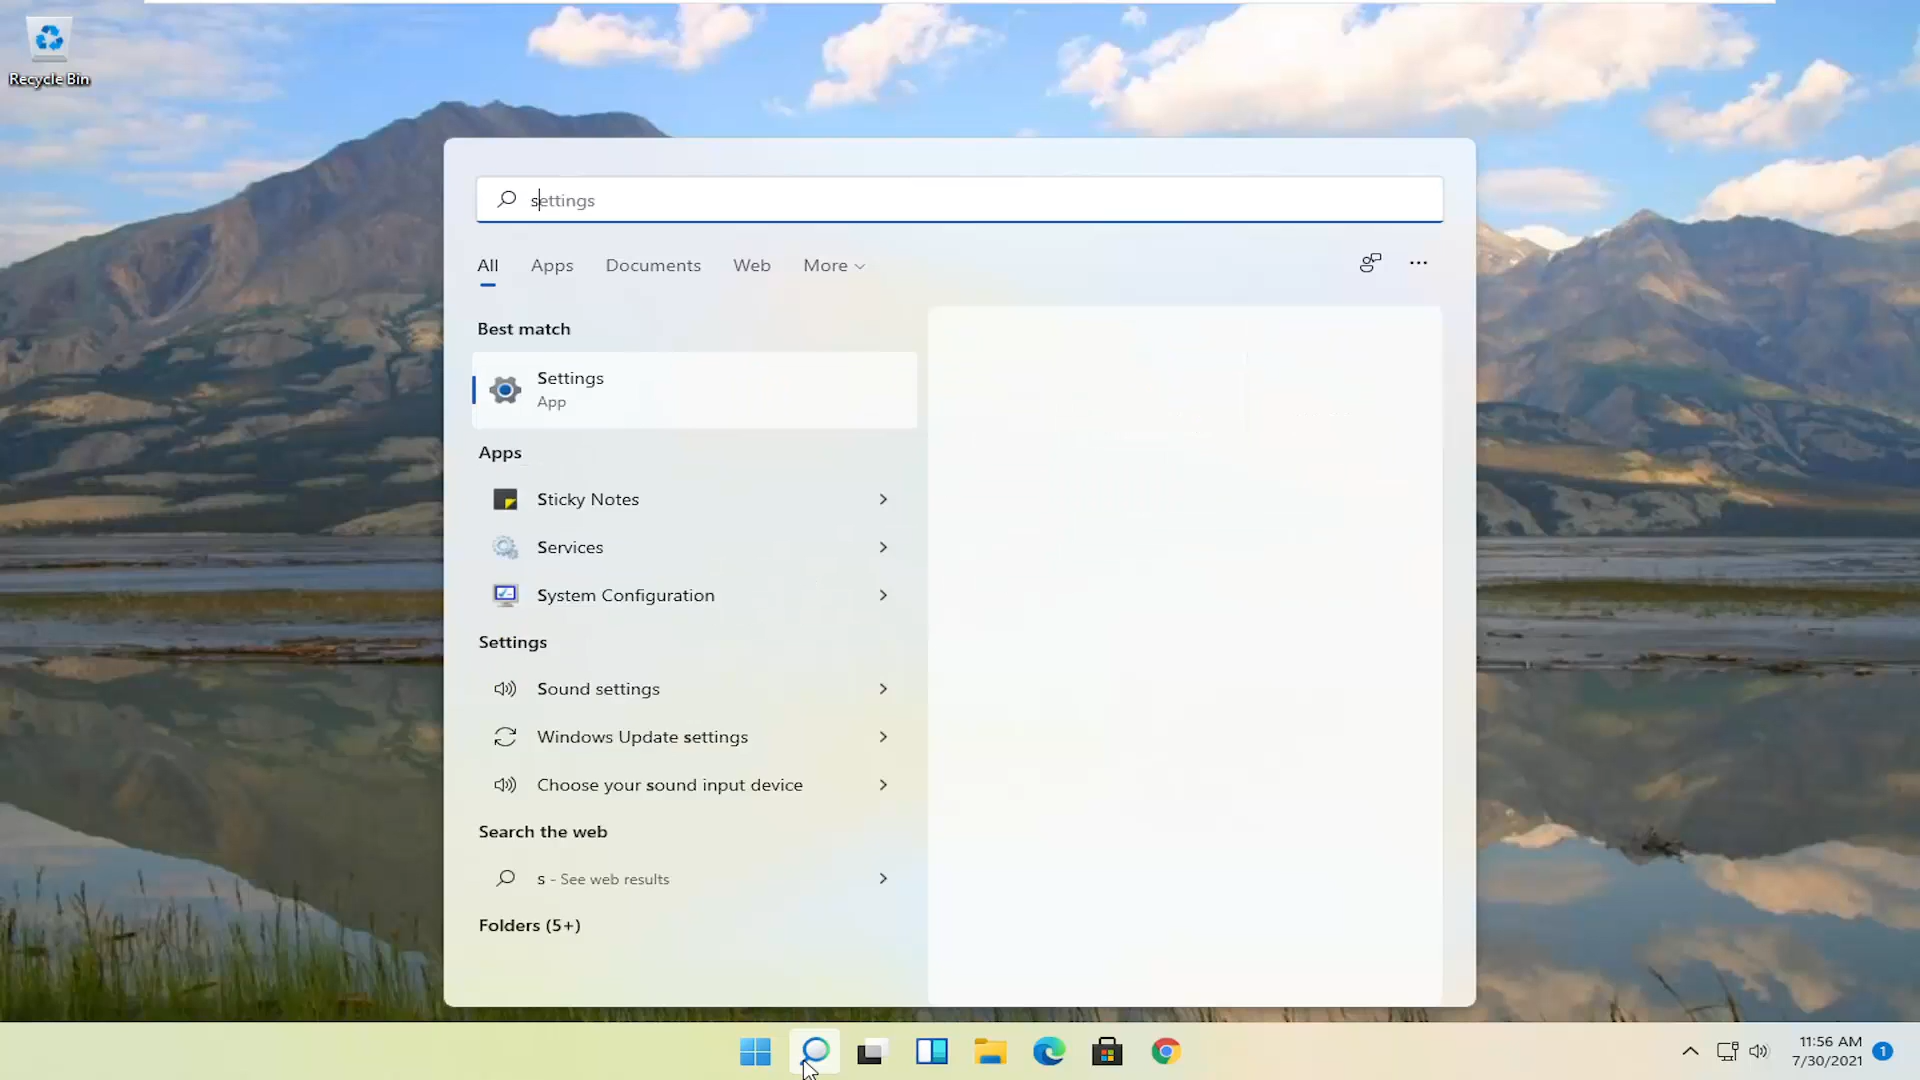 Recycle Bin
settings
All Apps Documents Web More
Best match
Settings
App
Apps
Sticky Notes
Services
System Configuration
Settings
Sound settings
Windows Update settings
Choose your sound input device
Search the web
s - See web results
Folders (5+)
11:56 AM
7/30/2021
1